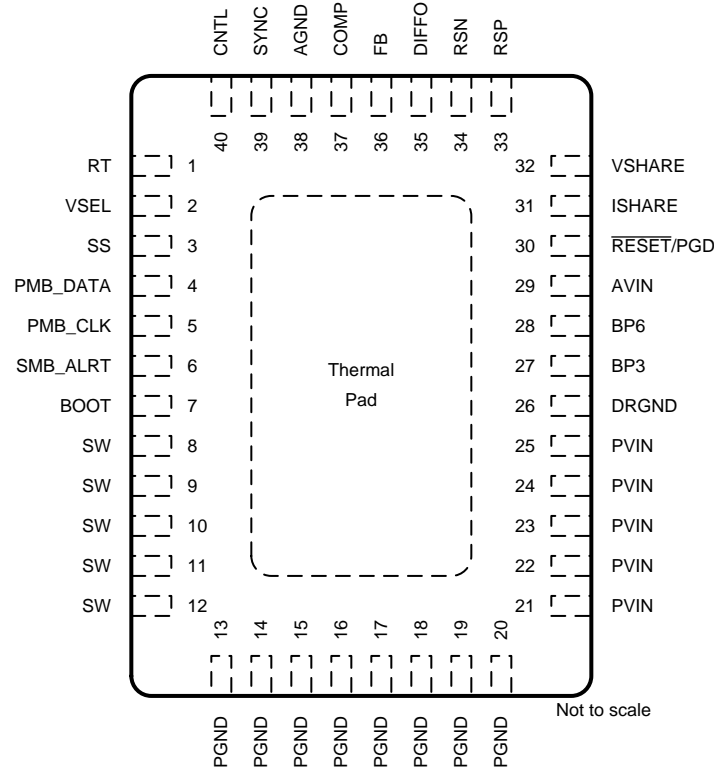 CNTL SYNC AGND COMP FB DIFFO RSN RSP
40 39 38 37 36 35 34 33
RT 1 32 VSHARE
VSEL 2 31 ISHARE
SS 3 30 RESET/PGD
PMB_DATA 4 29 AVIN
PMB_CLK 5 28 BP6
SMB_ALRT 6 27 BP3
BOOT 7 26 DRGND
SW 8 25 PVIN
SW 9 24 PVIN
SW 10 23 PVIN
SW 11 22 PVIN
SW 12 21 PVIN
Thermal
Pad
13 14 15 16 17 18 19 20
PGND PGND PGND PGND PGND PGND PGND PGND
Not to scale